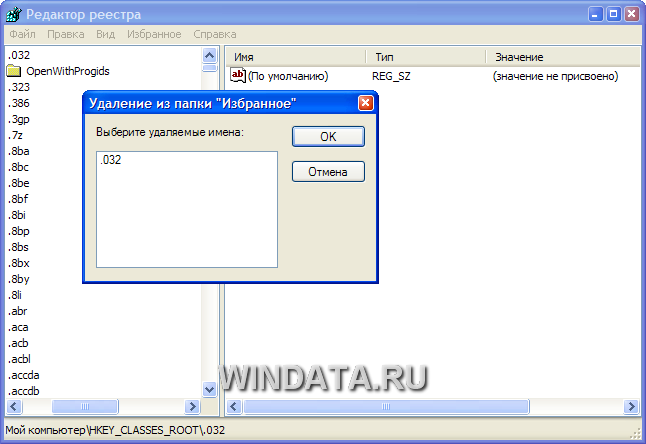 Редактор реестра
Файл Правка Вид Избранное Справка
.032
OpenWithProgids
.323
.386
.3gp
.7z
.8ba
.8bc
.8be
.8bf
.8bi
.8bp
.8bs
.8bx
.8by
.8li
.abr
.aca
.acb
.acbl
.accda
.accdb
Имя Тип Значение
ab (По умолчанию) REG_SZ (значение не присвоено)
Удаление из папки "Избранное"
Выберите удаляемые имена:
.032
OK
Отмена
WINDATA.RU
Мой компьютер\HKEY_CLASSES_ROOT\.032